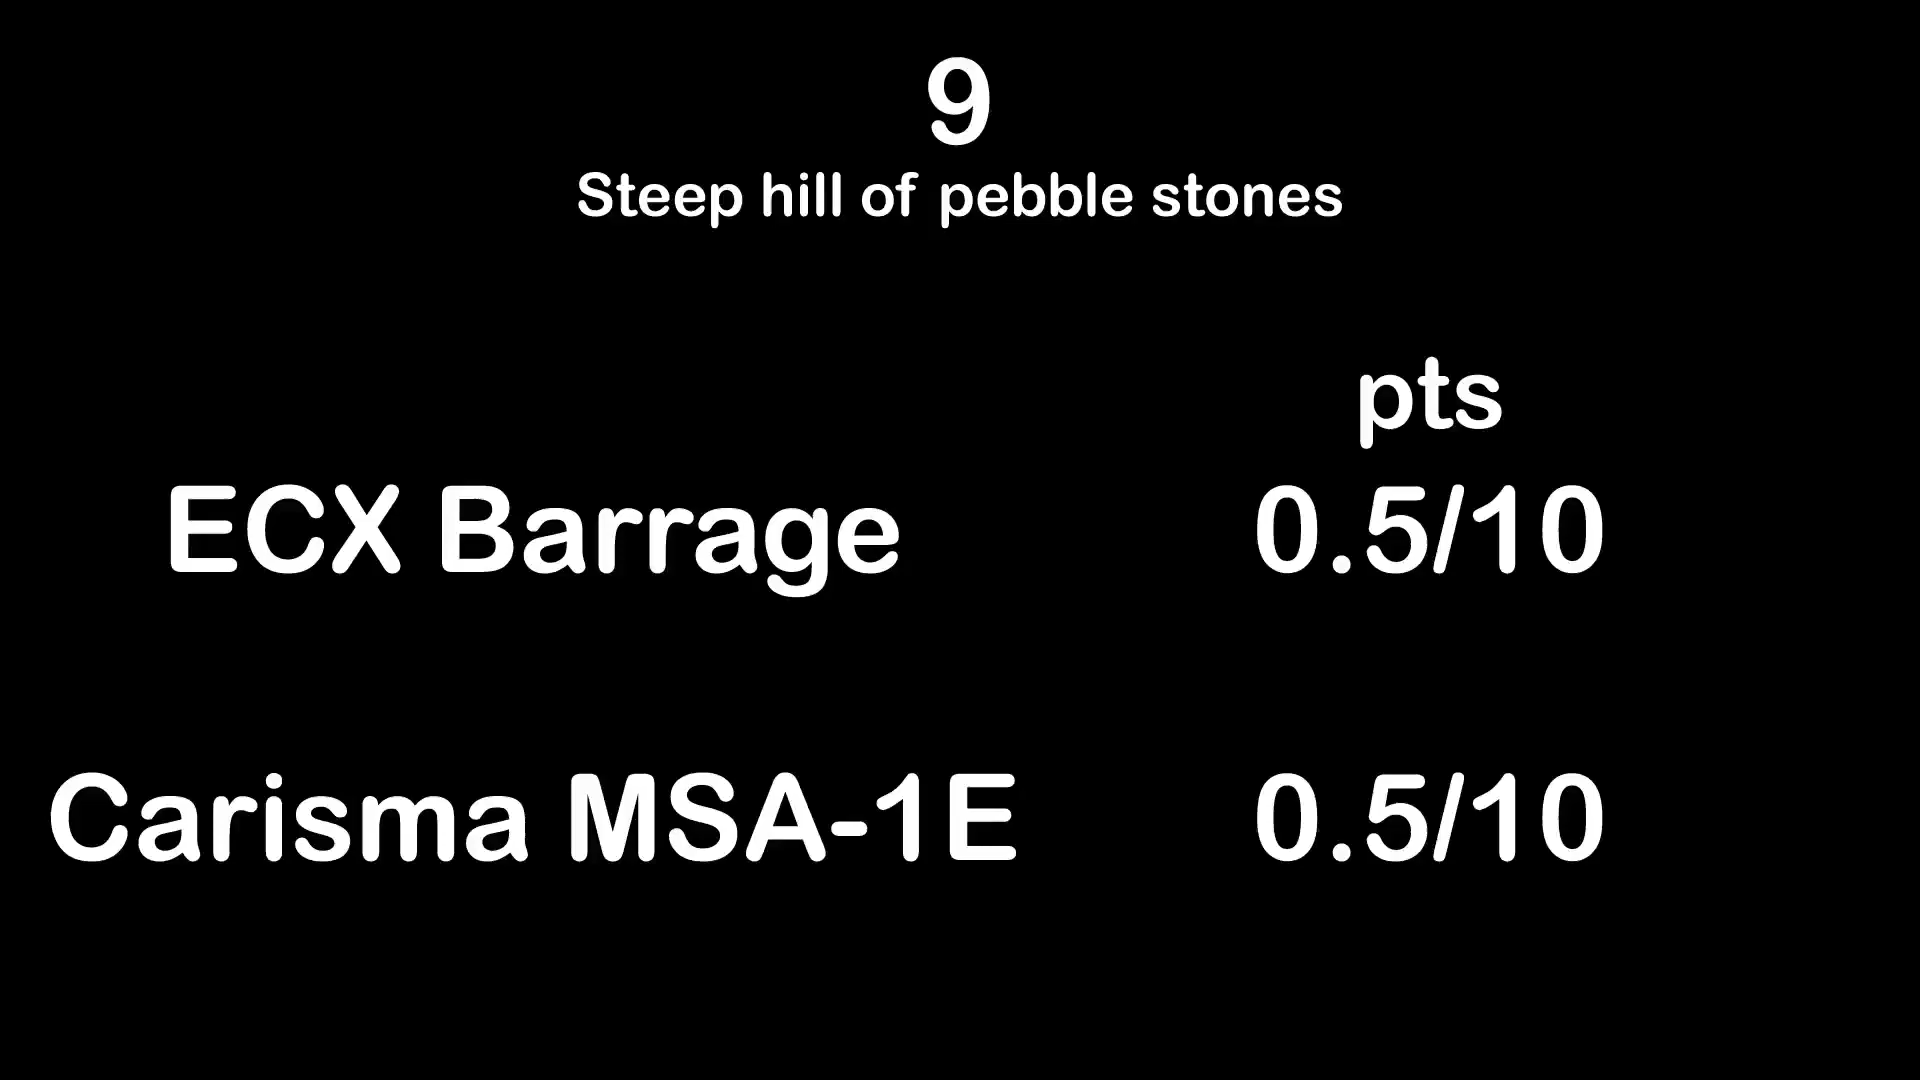 9
Steep hill of pebble stones
pts
ECX Barrage 0.5/10
Carisma MSA-1E 0.5/10